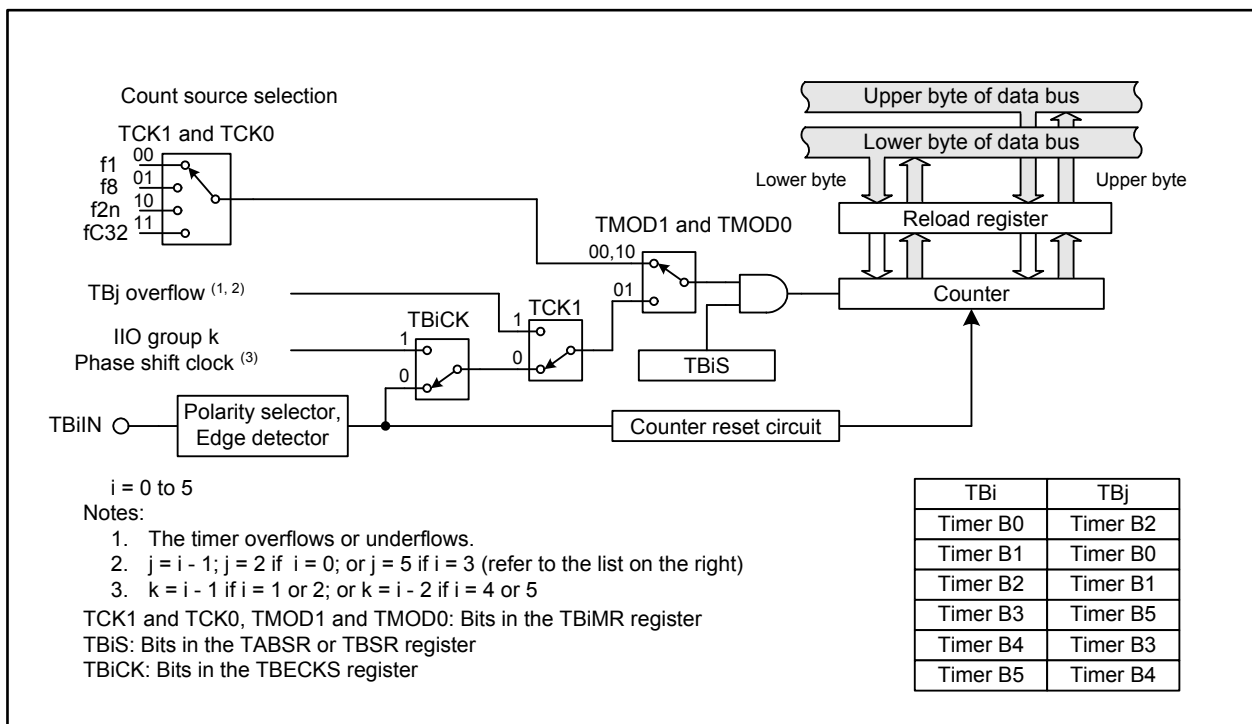 Count source selection
TCK1 and TCK0
f1 00
f8 01
f2n 10
fC32 11
TBj overflow (1, 2)
IIO group k
Phase shift clock (3)
TBiCK
1
0
TCK1
1
0
TMOD1 and TMOD0
00,10
01
TBiS
TBiIN
Polarity selector,
Edge detector
Counter reset circuit
Upper byte of data bus
Lower byte of data bus
Lower byte
Upper byte
Reload register
Counter
i = 0 to 5
Notes:
1. The timer overflows or underflows.
2. j = i - 1; j = 2 if i = 0; or j = 5 if i = 3 (refer to the list on the right)
3. k = i - 1 if i = 1 or 2; or k = i - 2 if i = 4 or 5
TCK1 and TCK0, TMOD1 and TMOD0: Bits in the TBiMR register
TBiS: Bits in the TABSR or TBSR register
TBiCK: Bits in the TBECKS register
TBi TBj
Timer B0 Timer B2
Timer B1 Timer B0
Timer B2 Timer B1
Timer B3 Timer B5
Timer B4 Timer B3
Timer B5 Timer B4